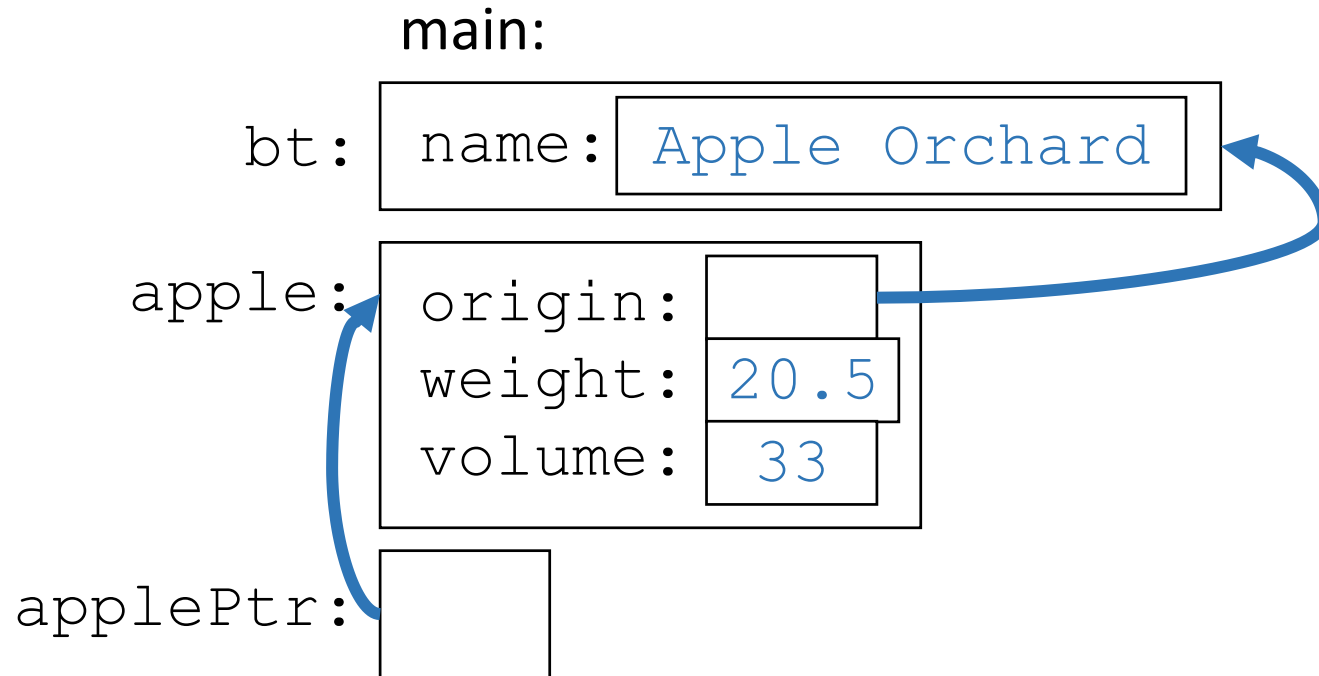 main:
bt: name: Apple Orchard
apple: origin:
weight: 20.5
volume: 33
applePtr: